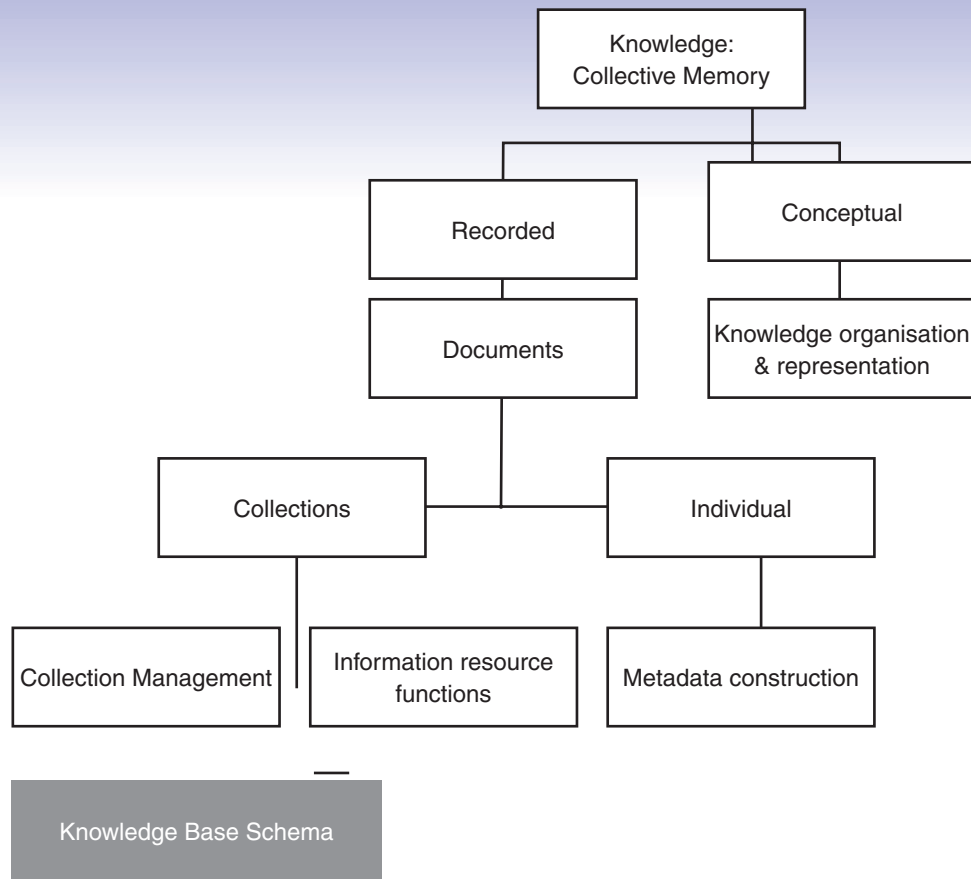 Knowledge:
Collective Memory
Recorded
Conceptual
Documents
Knowledge organisation
& representation
Collections
Individual
Collection Management
Information resource
functions
Metadata construction
Knowledge Base Schema